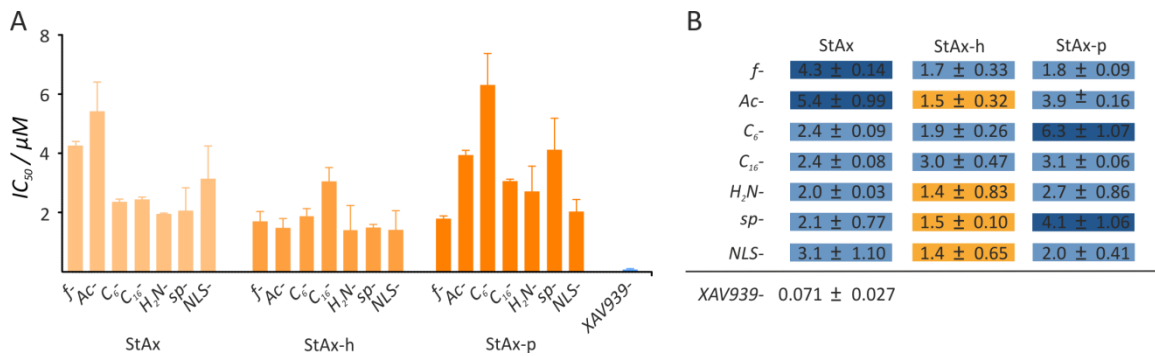 A
8
6
4
2
IC50 / µM
f- Ac- C6- C16- H2N- sp- NLS- f- Ac- C6- C16- H2N- sp- NLS- f- Ac- C6- C16- H2N- sp- NLS- XAV939-
StAx StAx-h StAx-p
B
StAx StAx-h StAx-p
f- 4.3 ± 0.14 1.7 ± 0.33 1.8 ± 0.09
Ac- 5.4 ± 0.99 1.5 ± 0.32 3.9 ± 0.16
C6- 2.4 ± 0.09 1.9 ± 0.26 6.3 ± 1.07
C16- 2.4 ± 0.08 3.0 ± 0.47 3.1 ± 0.06
H2N- 2.0 ± 0.03 1.4 ± 0.83 2.7 ± 0.86
sp- 2.1 ± 0.77 1.5 ± 0.10 4.1 ± 1.06
NLS- 3.1 ± 1.10 1.4 ± 0.65 2.0 ± 0.41
XAV939- 0.071 ± 0.027